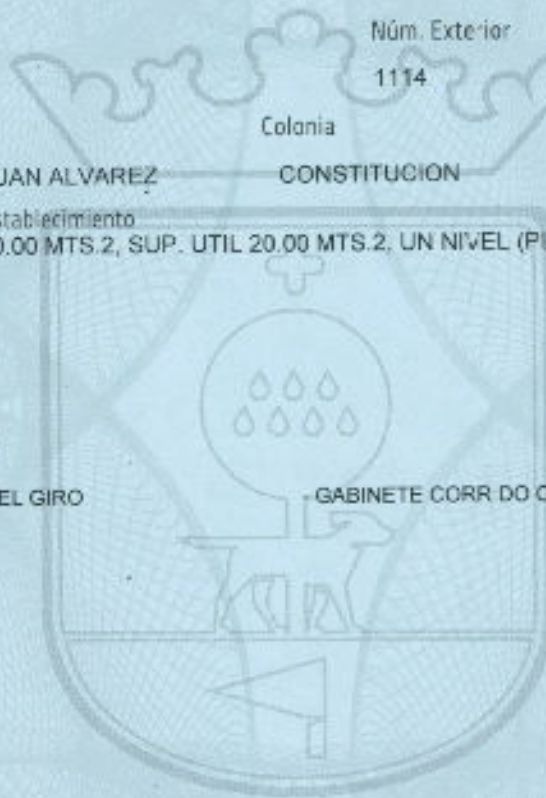 Núm. Exterior
1114
Colonia
UAN ALVAREZ CONSTITUCION
stablecimiento
0.00 MTS.2, SUP. UTIL 20.00 MTS.2, UN NIVEL (P
EL GIRO GABINETE CORR DO C